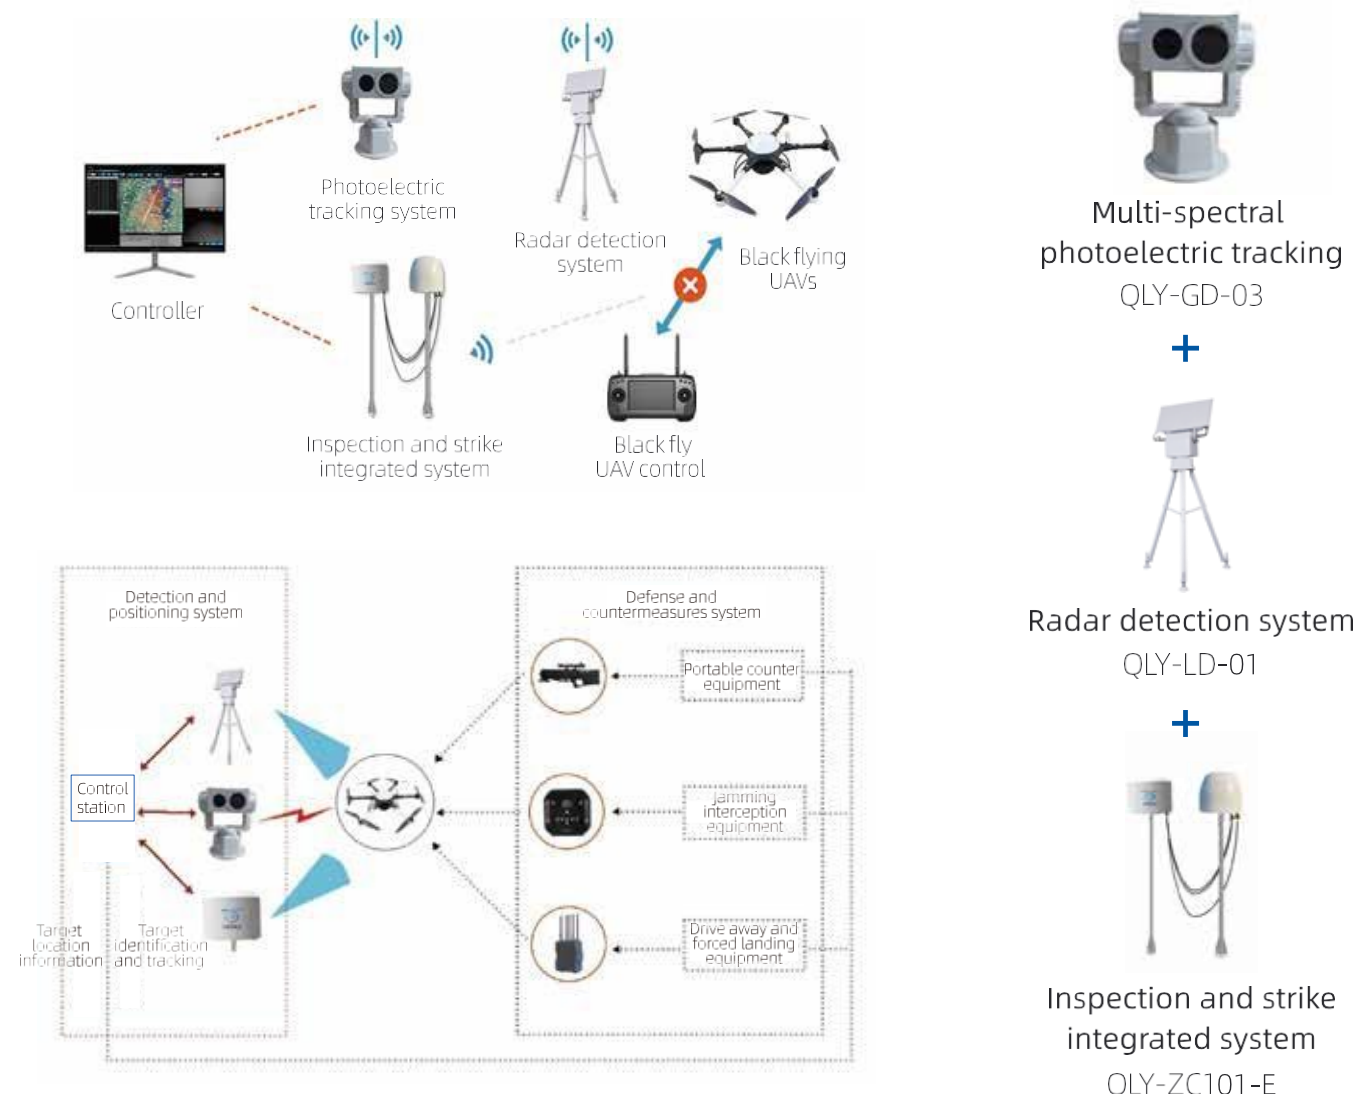 Photoelectric
tracking system
Radar detection
system
Black flying
UAVs
Controller
Inspection and strike
integrated system
Black fly
UAV control
Detection and
positioning system
Control
station
Target
location
information
Target
identification
and tracking
Defense and
countermeasures system
Portable counter
equipment
Jamming
interception
equipment
Drive away and
forced landing
equipment
Multi-spectral
photoelectric tracking
QLY-GD-03
+
Radar detection system
QLY-LD-01
+
Inspection and strike
integrated system
QLY-ZC101-E